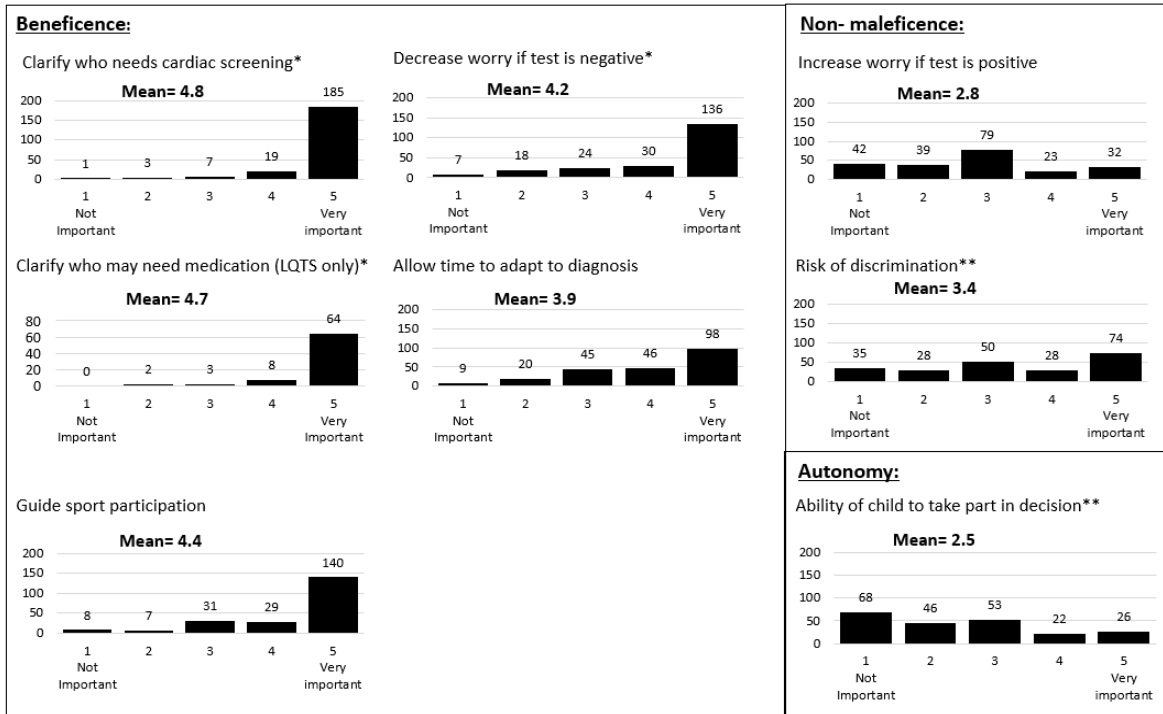 Beneficence:
Clarify who needs cardiac screening*
Mean= 4.8
200
150
100
50
0
1
3
7
19
185
1
2
3
4
5
Not
Important
Very
important
Decrease worry if test is negative*
Mean= 4.2
200
150
100
50
0
7
18
24
30
136
1
2
3
4
5
Not
Important
Very
important
Clarify who may need medication (LQTS only)*
Mean= 4.7
80
60
40
20
0
0
2
3
8
64
1
2
3
4
5
Not
Important
Very
Important
Allow time to adapt to diagnosis
Mean= 3.9
200
150
100
50
0
9
20
45
46
98
1
2
3
4
5
Not
Important
Very
important
Guide sport participation
Mean= 4.4
200
150
100
50
0
8
7
31
29
140
1
2
3
4
5
Not
Important
Very
important
Non- maleficence:
Increase worry if test is positive
Mean= 2.8
200
150
100
50
0
42
39
79
23
32
1
2
3
4
5
Not
Important
Very
important
Risk of discrimination**
Mean= 3.4
200
150
100
50
0
35
28
50
28
74
1
2
3
4
5
Not
Important
Very
important
Autonomy:
Ability of child to take part in decision**
Mean= 2.5
200
150
100
50
0
68
46
53
22
26
1
2
3
4
5
Not
Important
Very
important